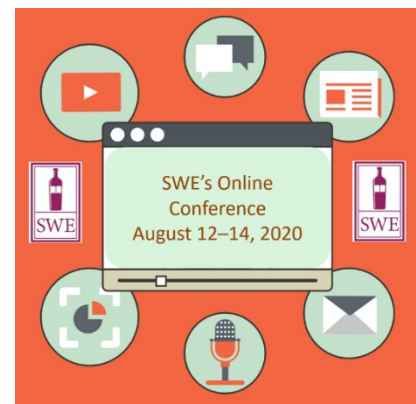 SWE's Online
Conference
August 12–14, 2020
SWE
SWE